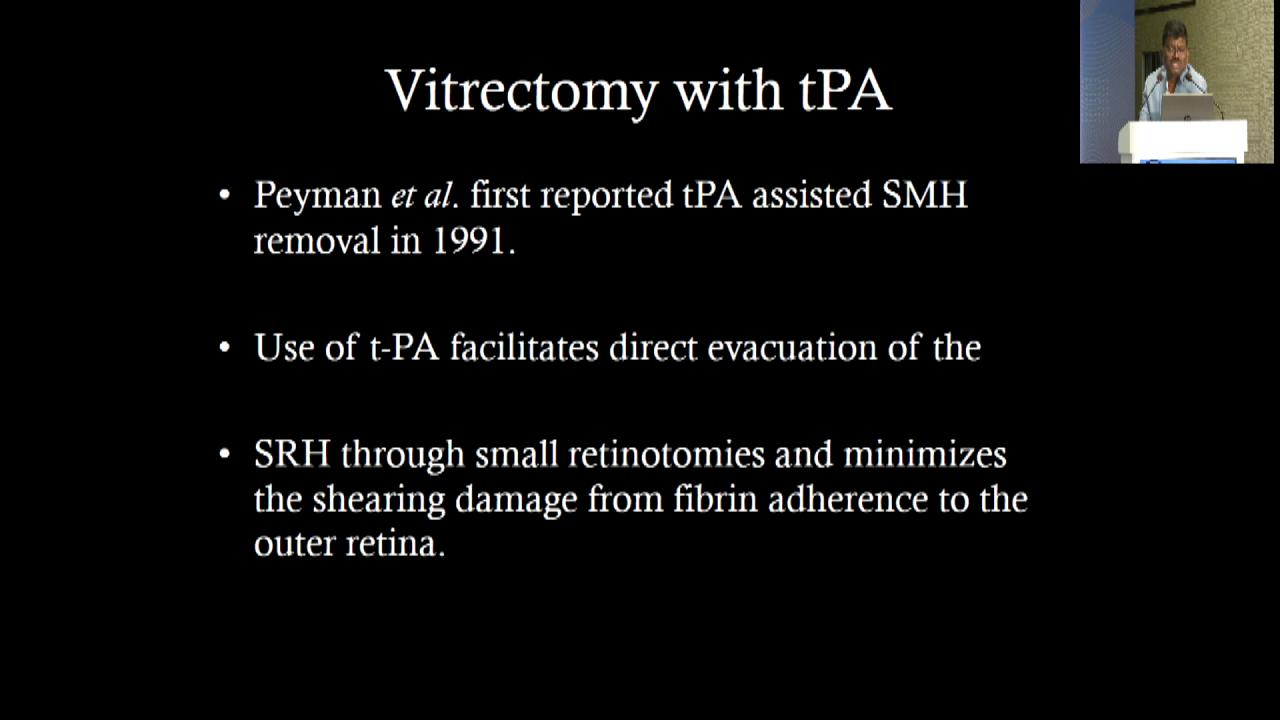 Vitrectomy with tPA
• Peyman et al. first reported tPA assisted SMH
removal in 1991.
• Use of t-PA facilitates direct evacuation of the
• SRH through small retinotomies and minimizes
the shearing damage from fibrin adherence to the
outer retina.